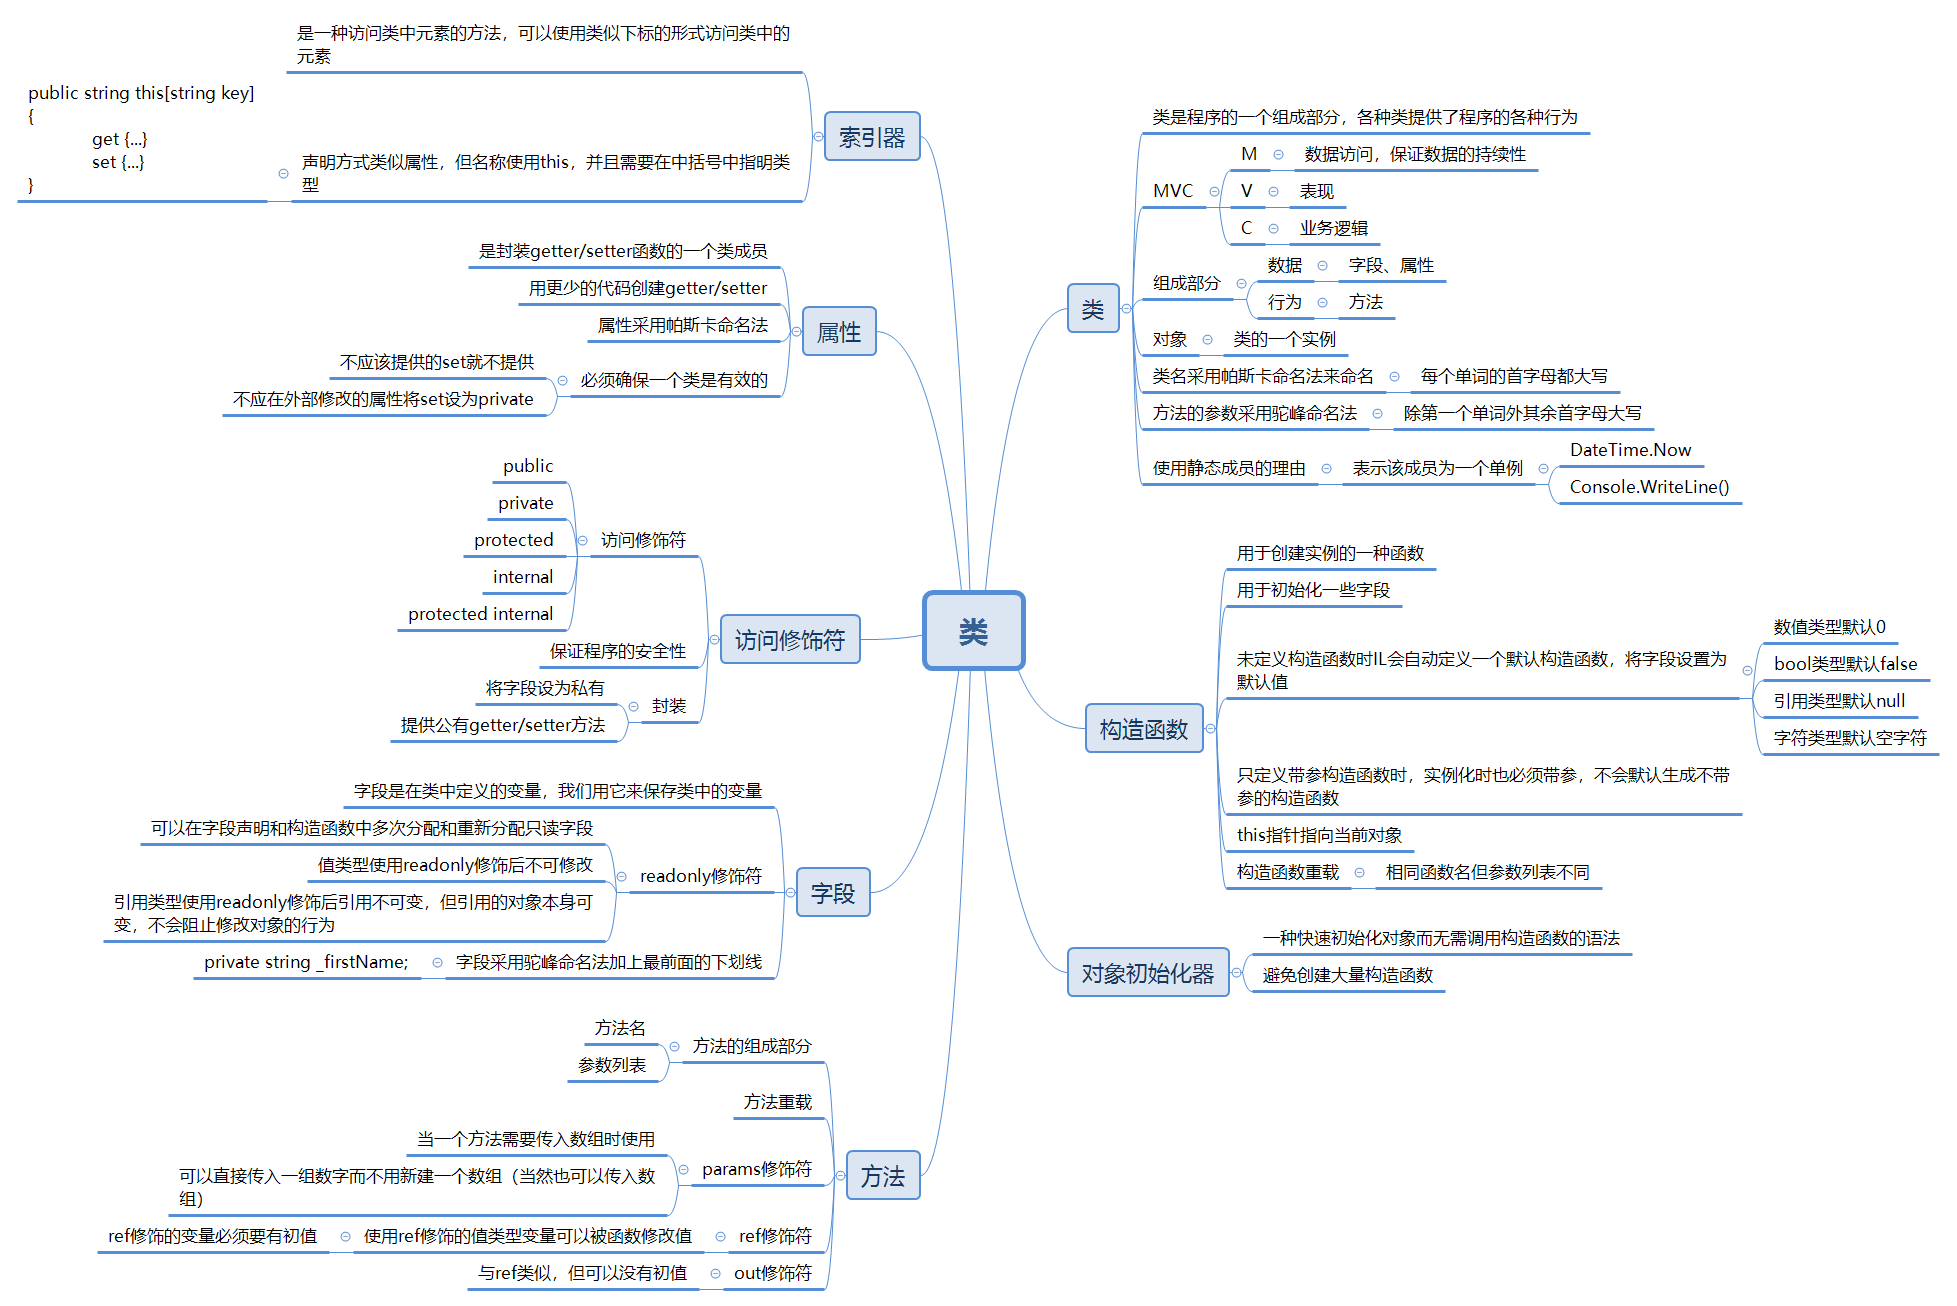 类
类
类是程序的一个组成部分，各种类提供了程序的各种行为
MVC
M
数据访问，保证数据的持续性
V
表现
C
业务逻辑
组成部分
数据
字段、属性
行为
方法
对象
类的一个实例
类名采用帕斯卡命名法来命名
每个单词的首字母都大写
方法的参数采用驼峰命名法
除第一个单词外其余首字母大写
使用静态成员的理由
表示该成员为一个单例
DateTime.Now
Console.WriteLine()
构造函数
用于创建实例的一种函数
用于初始化一些字段
未定义构造函数时IL会自动定义一个默认构造函数，将字段设置为
默认值
数值类型默认0
bool类型默认false
引用类型默认null
字符类型默认空字符
只定义带参构造函数时，实例化时也必须带参，不会默认生成不带
参的构造函数
this指针指向当前对象
构造函数重载
相同函数名但参数列表不同
对象初始化器
一种快速初始化对象而无需调用构造函数的语法
避免创建大量构造函数
索引器
是一种访问类中元素的方法，可以使用类似下标的形式访问类中的
元素
声明方式类似属性，但名称使用this，并且需要在中括号中指明类
型
public string this[string key]
{
get {...}
set {...}
}
属性
是封装getter/setter函数的一个类成员
用更少的代码创建getter/setter
属性采用帕斯卡命名法
必须确保一个类是有效的
不应该提供的set就不提供
不应在外部修改的属性将set设为private
访问修饰符
访问修饰符
public
private
protected
internal
protected internal
保证程序的安全性
封装
将字段设为私有
提供公有getter/setter方法
字段
字段是在类中定义的变量，我们用它来保存类中的变量
readonly修饰符
可以在字段声明和构造函数中多次分配和重新分配只读字段
值类型使用readonly修饰后不可修改
引用类型使用readonly修饰后引用不可变，但引用的对象本身可
变，不会阻止修改对象的行为
字段采用驼峰命名法加上最前面的下划线
private string _firstName;
方法
方法的组成部分
方法名
参数列表
方法重载
params修饰符
当一个方法需要传入数组时使用
可以直接传入一组数字而不用新建一个数组（当然也可以传入数
组）
ref修饰符
使用ref修饰的值类型变量可以被函数修改值
ref修饰的变量必须要有初值
out修饰符
与ref类似，但可以没有初值